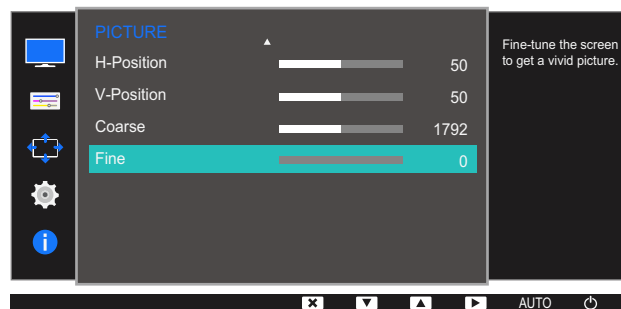 PICTURE
H-Position 50
V-Position 50
Coarse 1792
Fine 0
Fine-tune the screen
to get a vivid picture.
AUTO